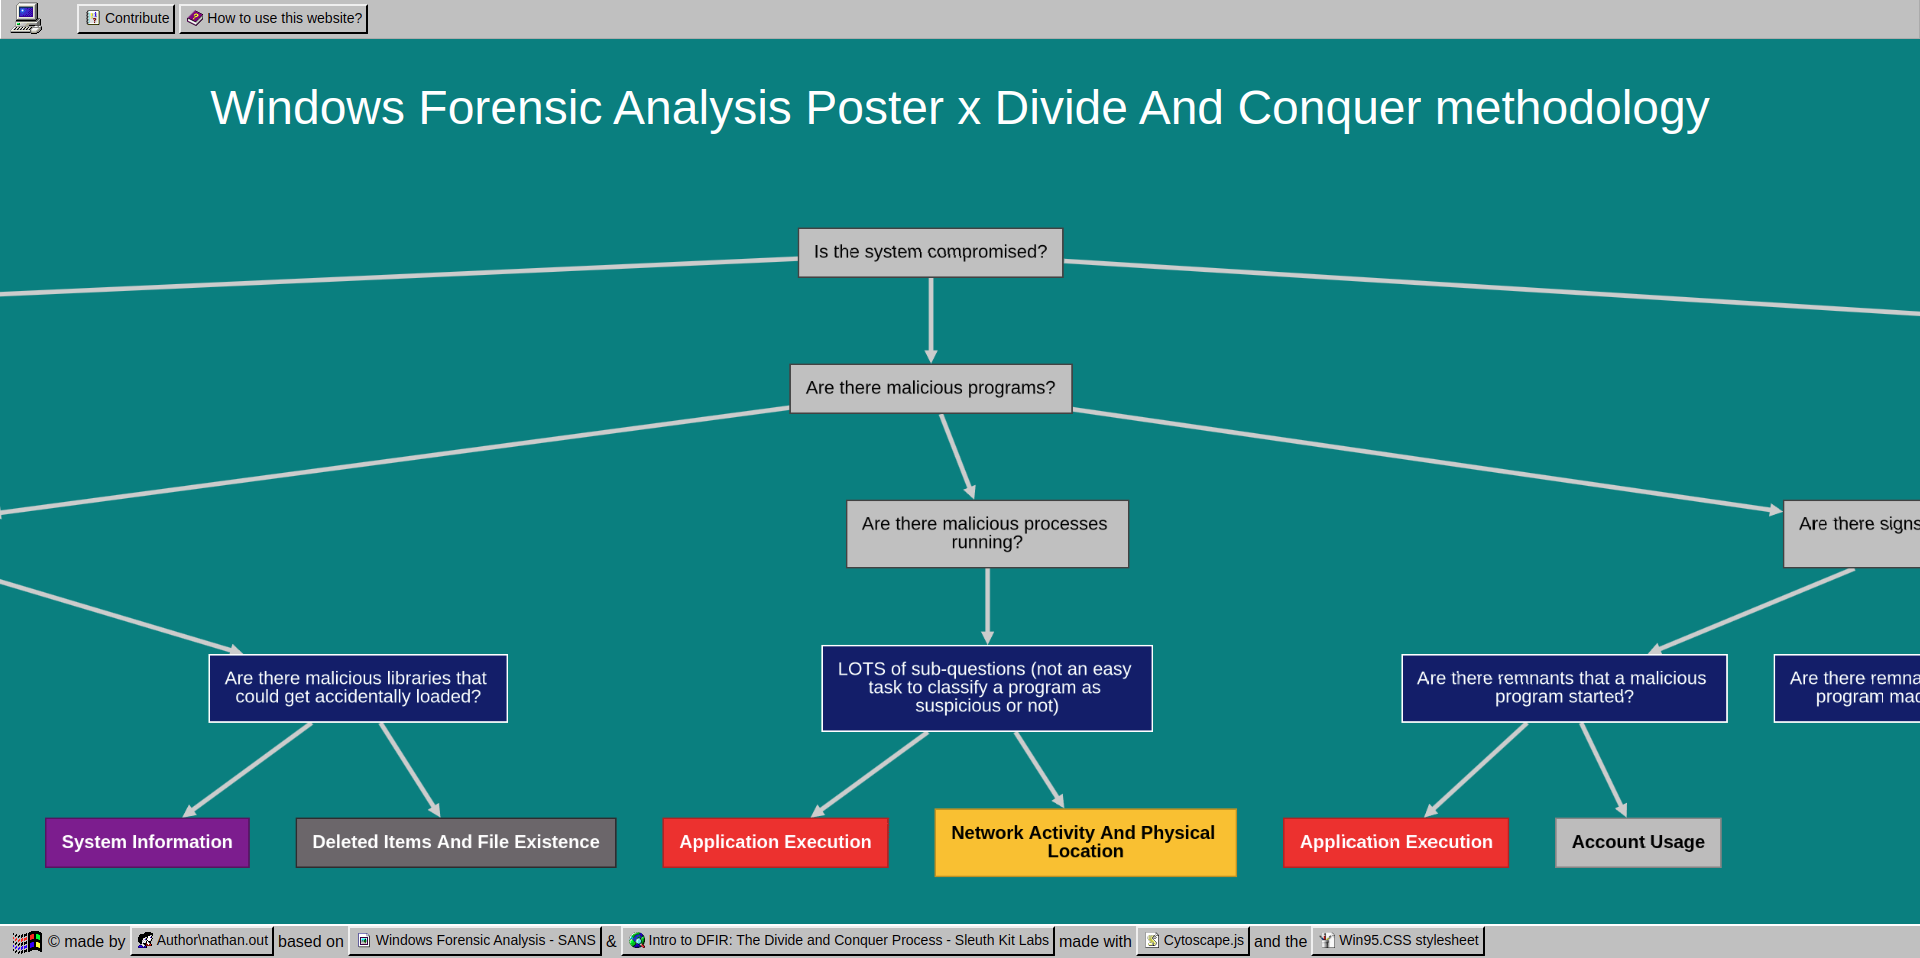 Contribute
How to use this website?
Windows Forensic Analysis Poster x Divide And Conquer methodology
Is the system compromised?
Are there malicious programs?
Are there malicious processes
running?
Are there signs
Are there malicious libraries that
could get accidentally loaded?
LOTS of sub-questions (not an easy
task to classify a program as
suspicious or not)
Are there remnants that a malicious
program started?
Are there remna
program mac
System Information
Deleted Items And File Existence
Application Execution
Network Activity And Physical
Location
Application Execution
Account Usage
© made by Author\nathan.out based on Windows Forensic Analysis - SANS & Intro to DFIR: The Divide and Conquer Process - Sleuth Kit Labs made with Cytoscape.js and the Win95.CSS stylesheet